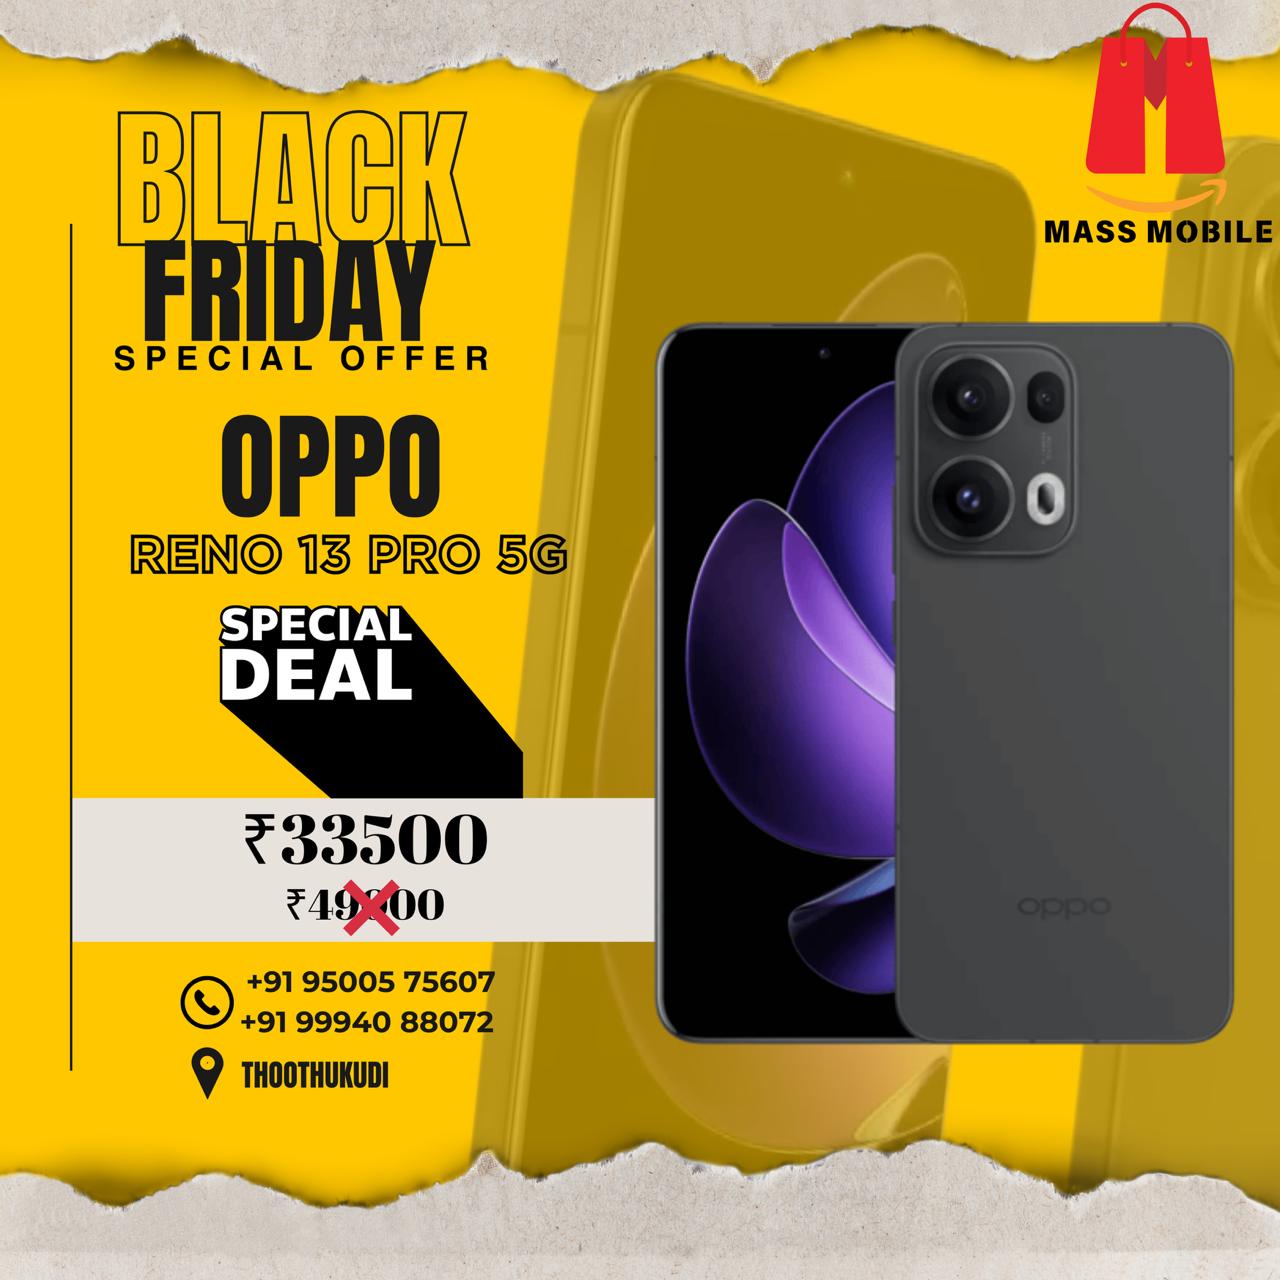 MASS MOBILE
BLACK
FRIDAY
SPECIAL OFFER
OPPO
RENO 13 PRO 5G
SPECIAL
DEAL
₹33500
₹49000
+91 95005 75607
+91 99940 88072
THOOTHUKUDI
oppo